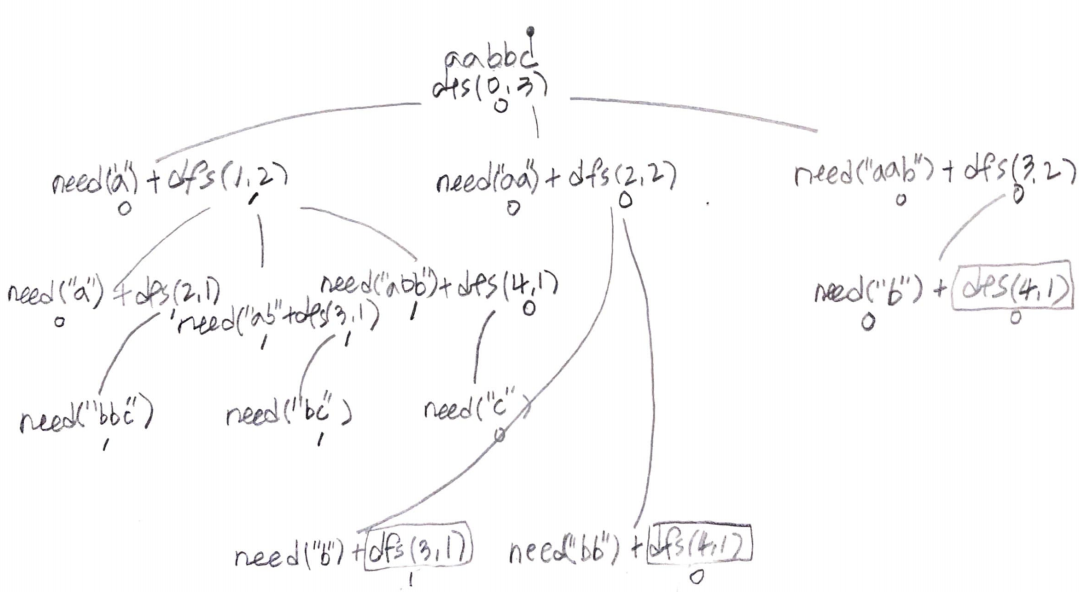 aabbc
dfs(0,3)
0
need("a") + dfs(1,2)
0 1
need("aa") + dfs(2,2)
0 0
need("aab") + dfs(3,2)
0 0
need("a") + dfs(2,1)
0 1
need("ab"+dfs(3,1)
1 1
need("abb") + dfs(4,1)
1 0
need("b") + dfs(4,1)
0 0
need("bbc")
1
need("bc")
1
need("c")
0
need("b") + dfs(3,1)
1
need("bb") + dfs(4,1)
0